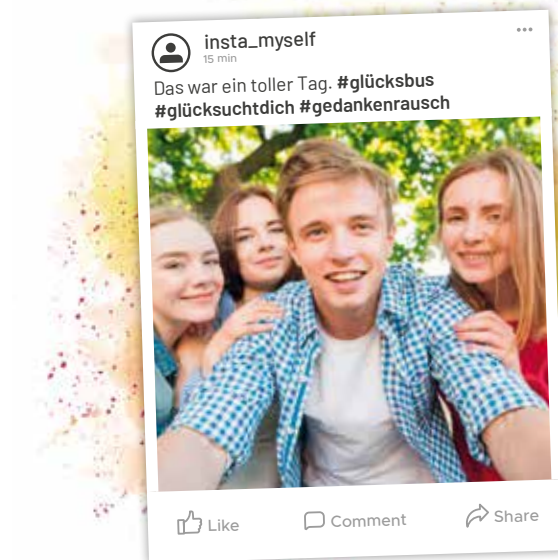 insta_myself
15 min
Das war ein toller Tag. #glücksbus
#glücksuchtdich #gedankenrausch
Like Comment Share